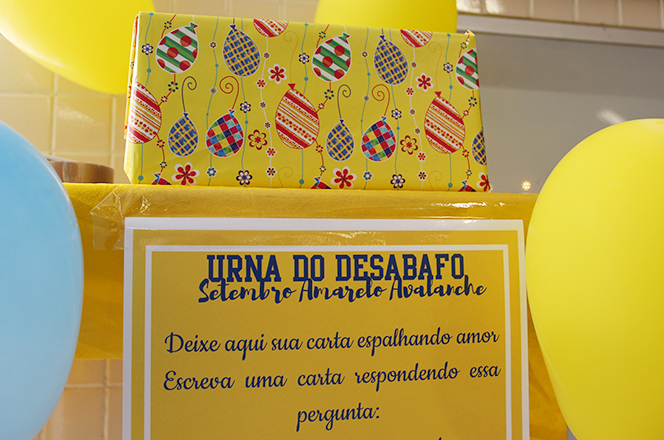 URNA DO DESABAFO
Setembro Amarelo Avalanche
Deixe aqui sua carta espalhando amor
Escreva uma carta respondendo essa
pergunta: